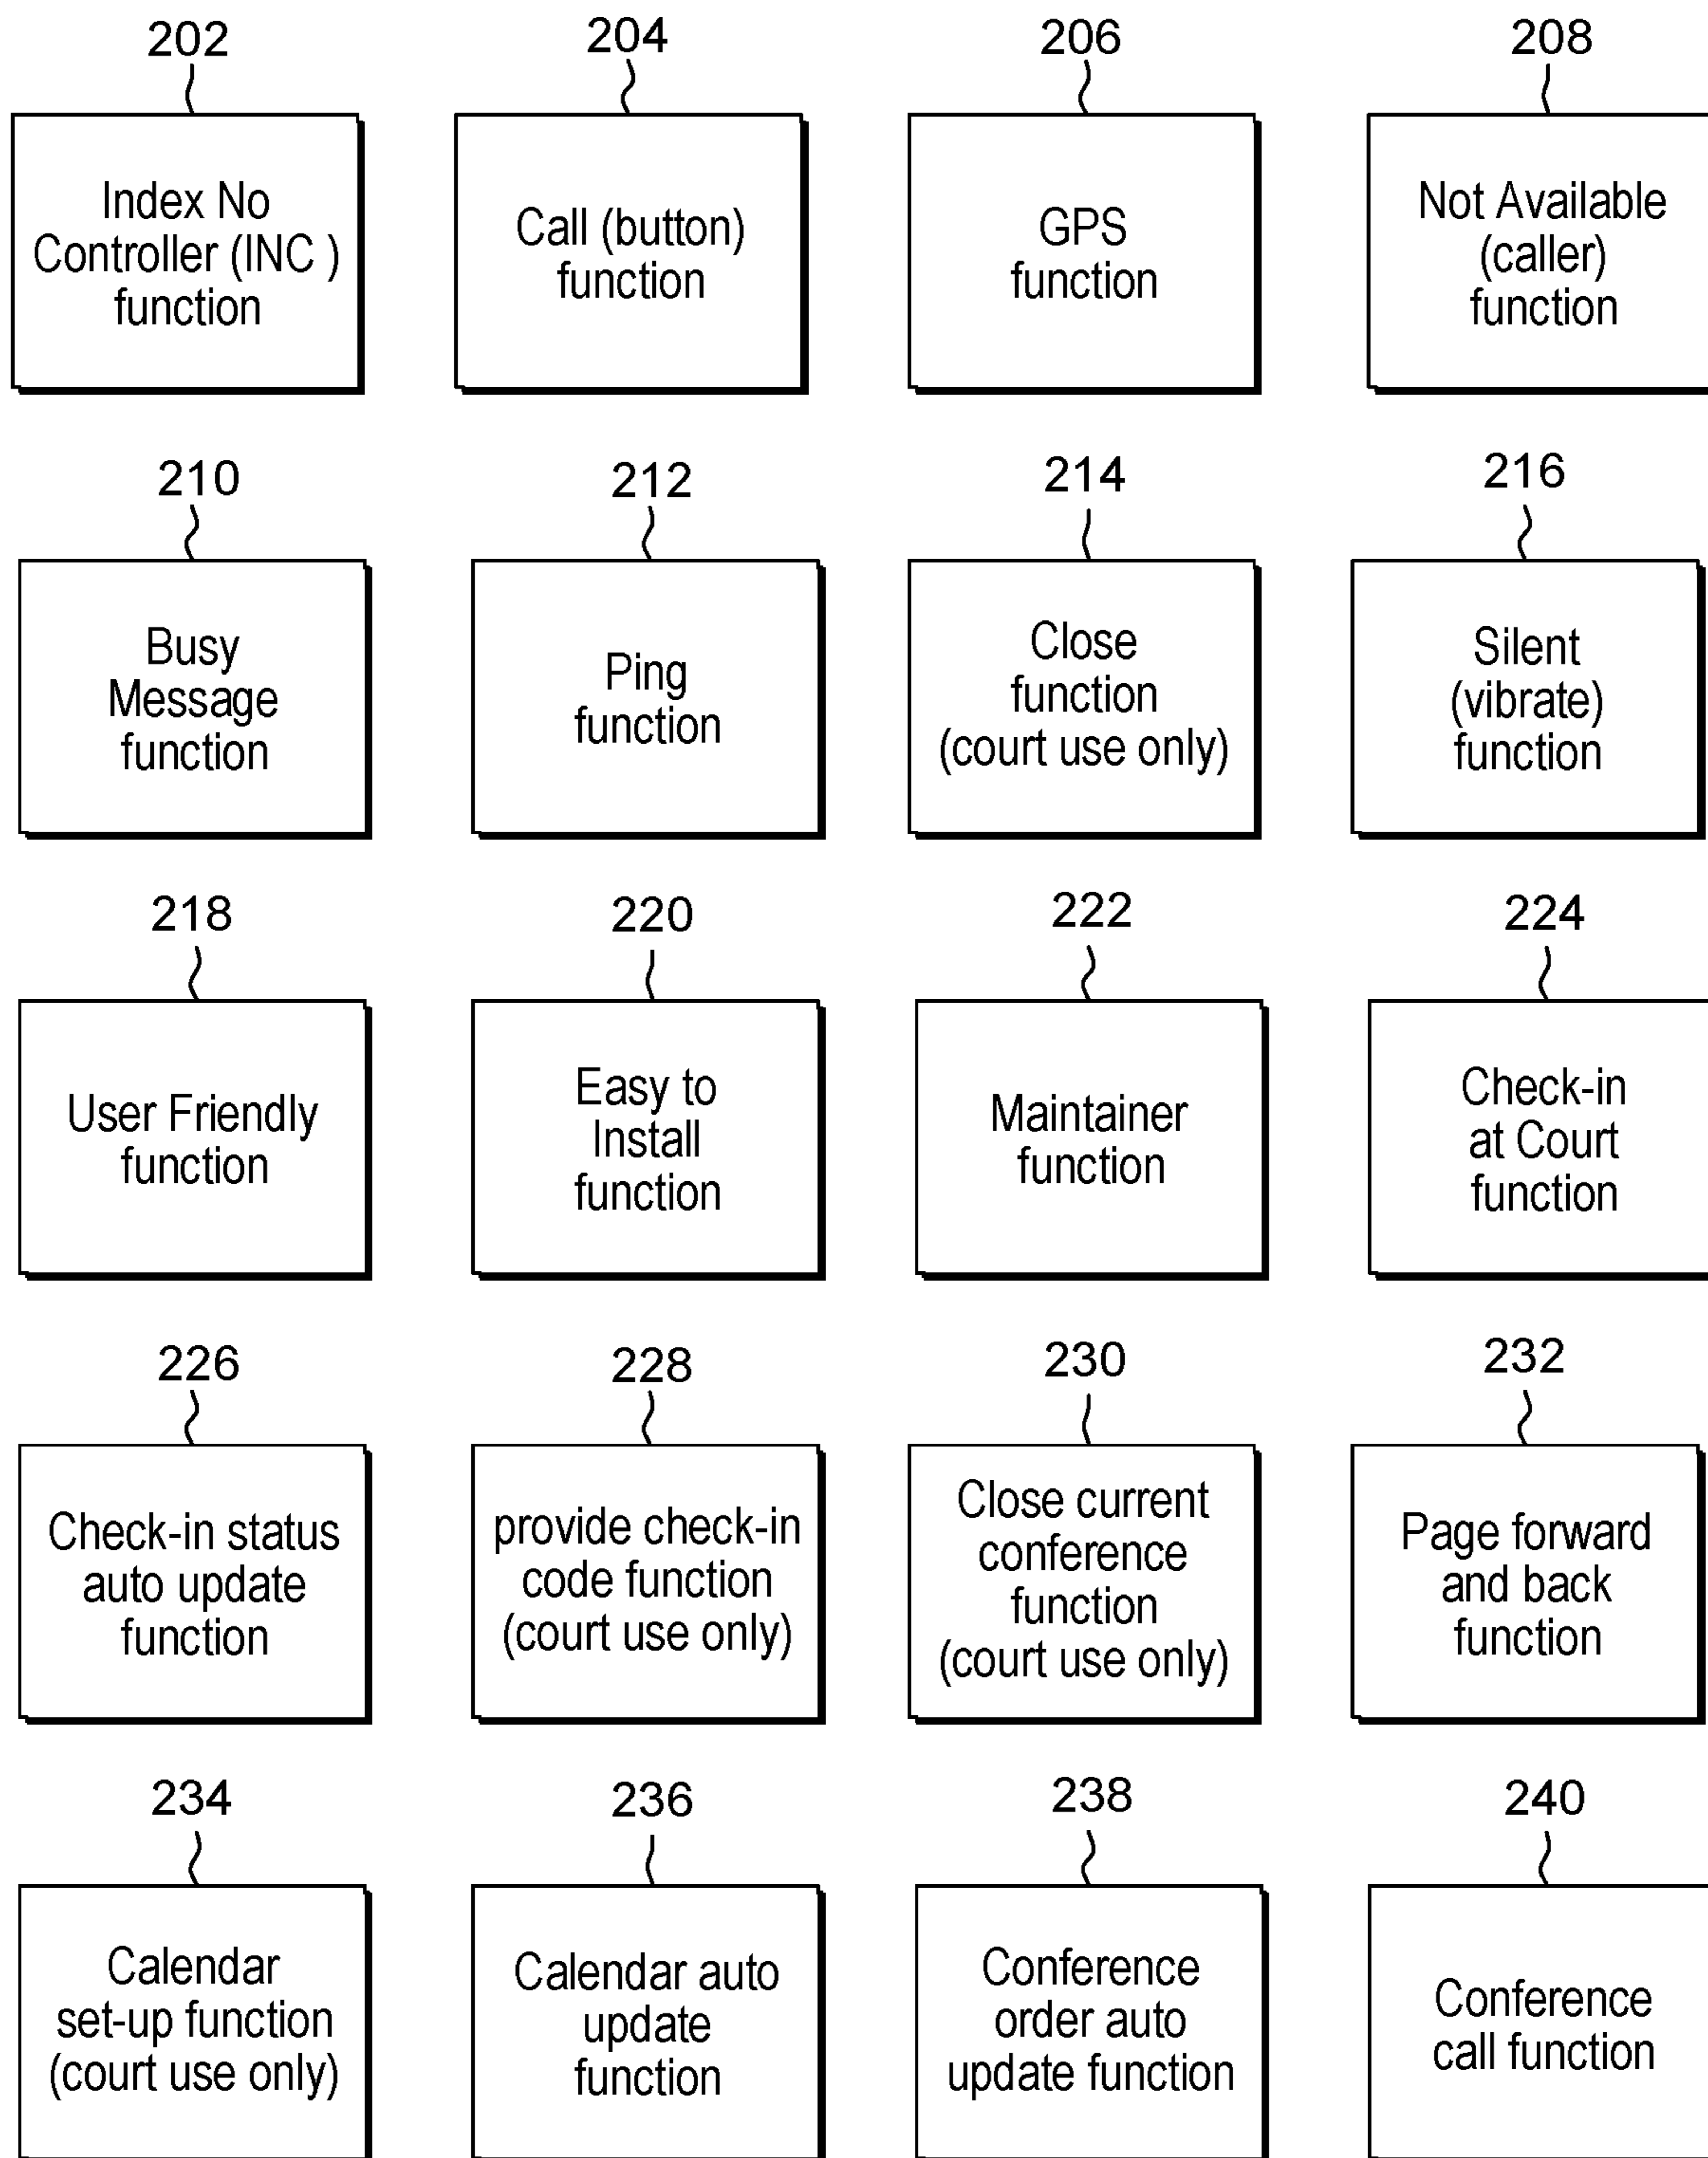 202
204
206
208
Index No
Controller (INC )
function
Call (button)
function
GPS
function
Not Available
(caller)
function
210
212
214
216
Busy
Message
function
Ping
function
Close
function
(court use only)
Silent
(vibrate)
function
218
220
222
224
User Friendly
function
Easy to
Install
function
Maintainer
function
Check-in
at Court
function
226
228
230
232
Check-in status
auto update
function
provide check-in
code function
(court use only)
Close current
conference
function
(court use only)
Page forward
and back
function
234
236
238
240
Calendar
set-up function
(court use only)
Calendar auto
update
function
Conference
order auto
update function
Conference
call function